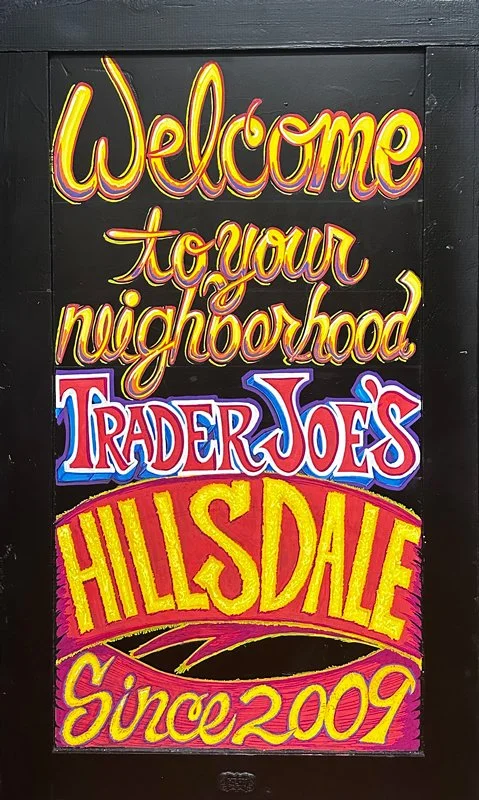 Welcome
to your
neighborhood
TRADER JOE'S
HILLSDALE
Since 2009